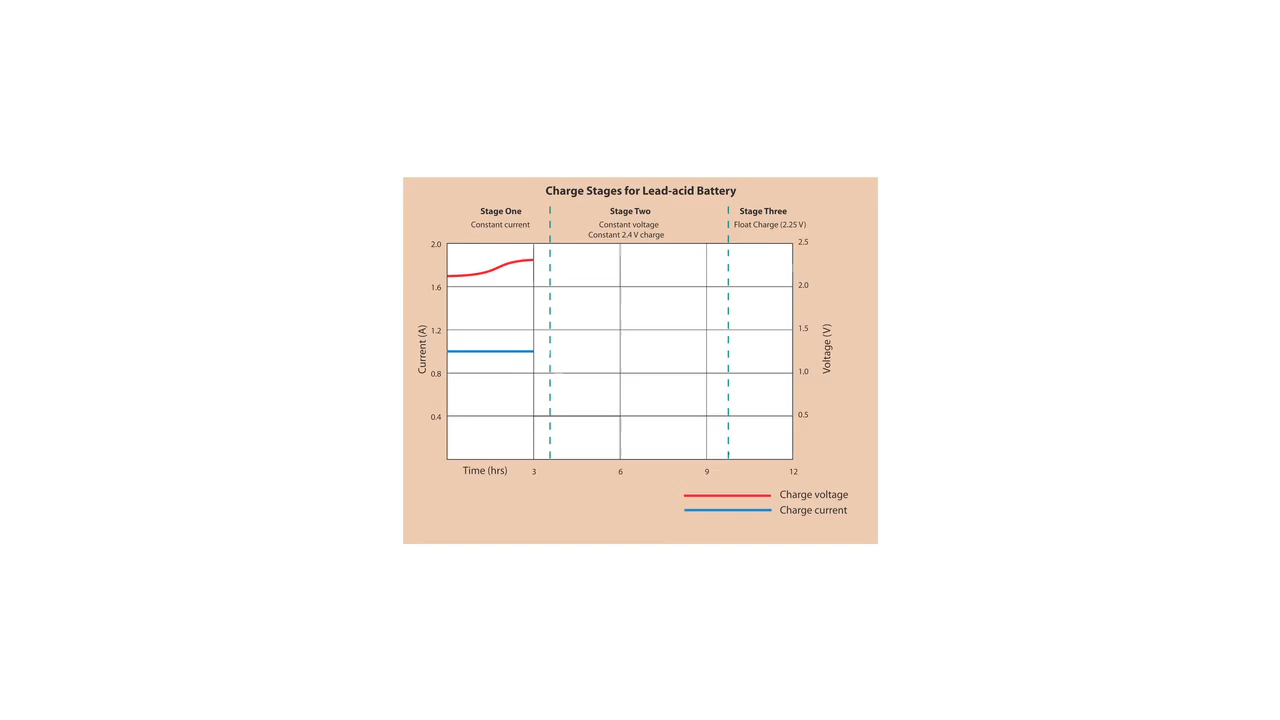 Charge Stages for Lead-acid Battery
Stage One
Constant current
Stage Two
Constant voltage
Constant 2.4 V charge
Stage Three
Float Charge (2.25 V)
2.0
1.6
1.2
0.8
0.4
Current (A)
2.5
2.0
1.5
1.0
0.5
Voltage (V)
Time (hrs)
3
6
9
12
Charge voltage
Charge current